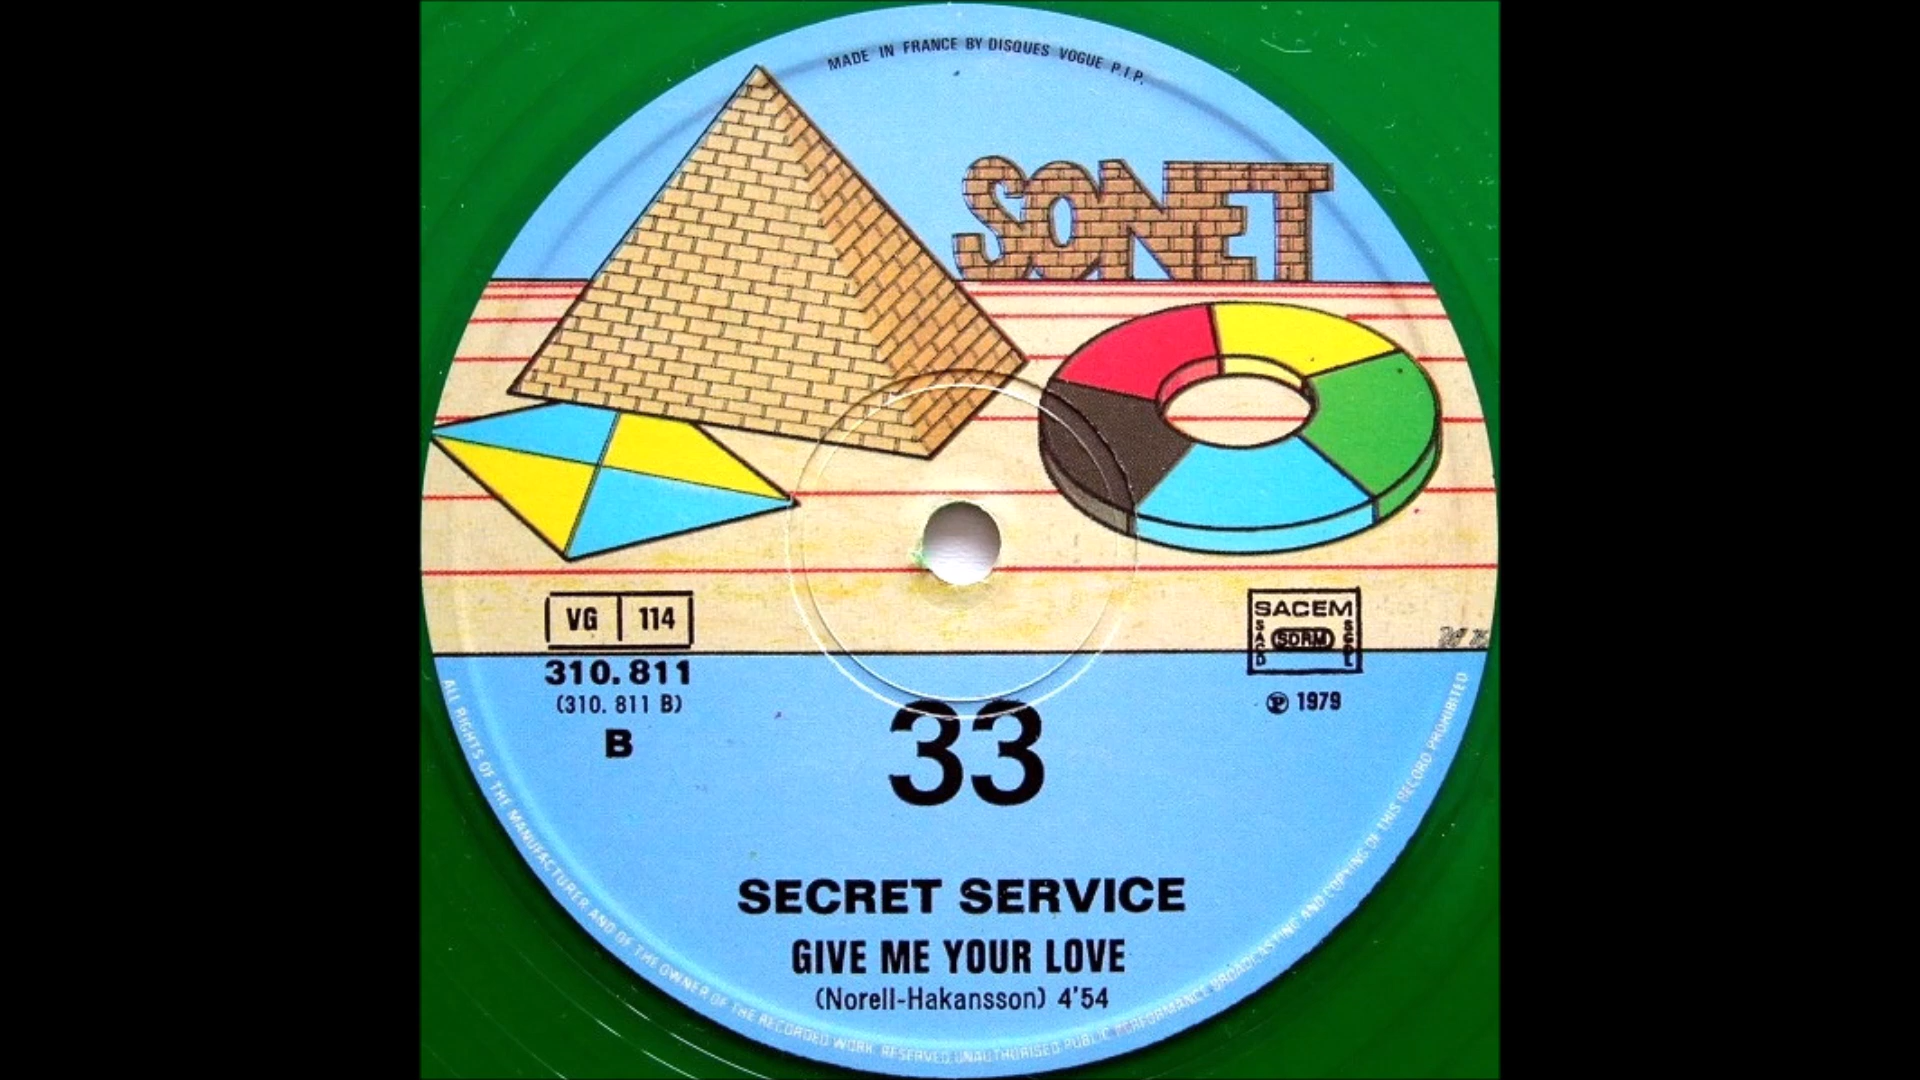 MADE IN FRANCE BY DISQUES VOGUE P.I.P.
SONET
VG 114
310.811
(310. 811 B)
B
SACEM
SACD
SDRM
SGDL
℗ 1979
33
SECRET SERVICE
GIVE ME YOUR LOVE
(Norell-Hakansson) 4'54
ALL RIGHTS OF THE MANUFACTURER AND OF THE OWNER OF THE RECORDED WORK RESERVED UNAUTHORISED PUBLIC PERFORMANCE BROADCASTING AND COPYING OF THIS RECORD PROHIBITED